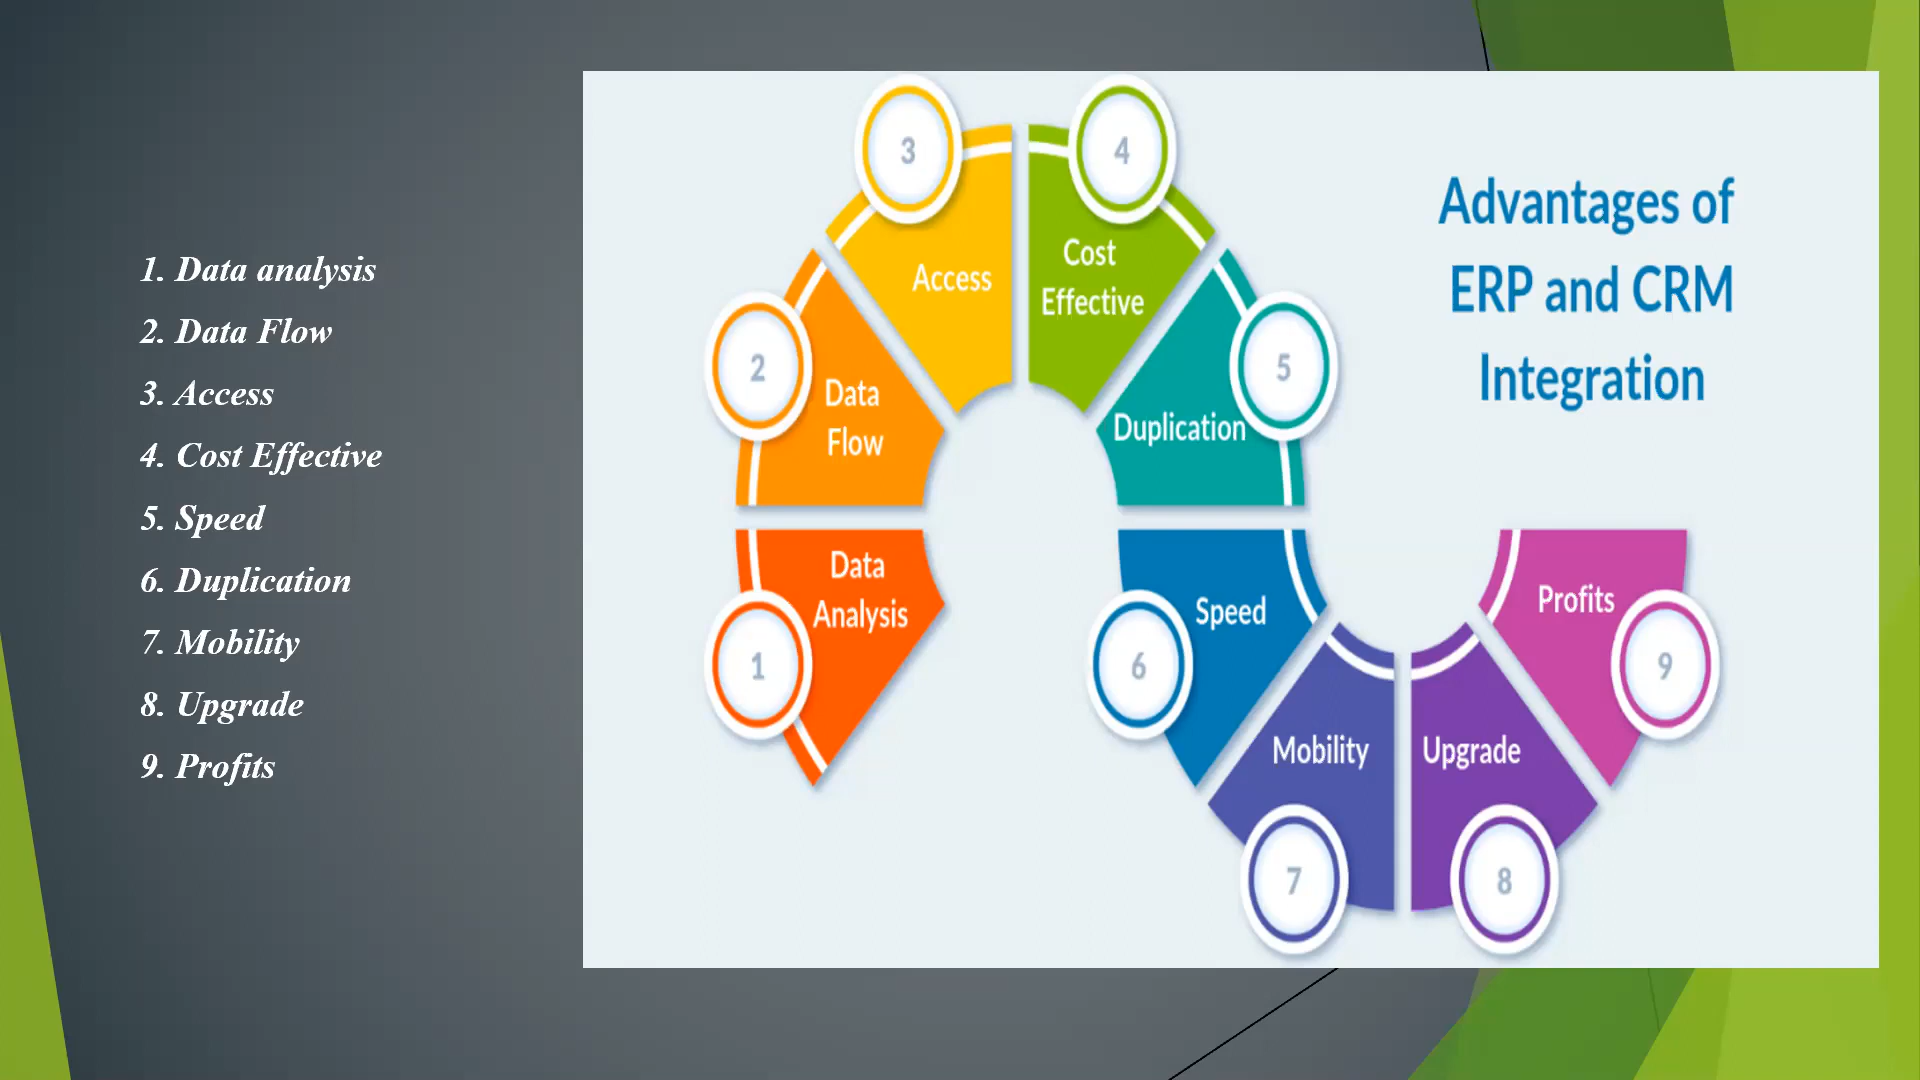 1. Data analysis
2. Data Flow
3. Access
4. Cost Effective
5. Speed
6. Duplication
7. Mobility
8. Upgrade
9. Profits
Advantages of
ERP and CRM
Integration
1
Data
Analysis
2
Data
Flow
3
Access
4
Cost
Effective
5
Duplication
6
Speed
7
Mobility
8
Upgrade
9
Profits